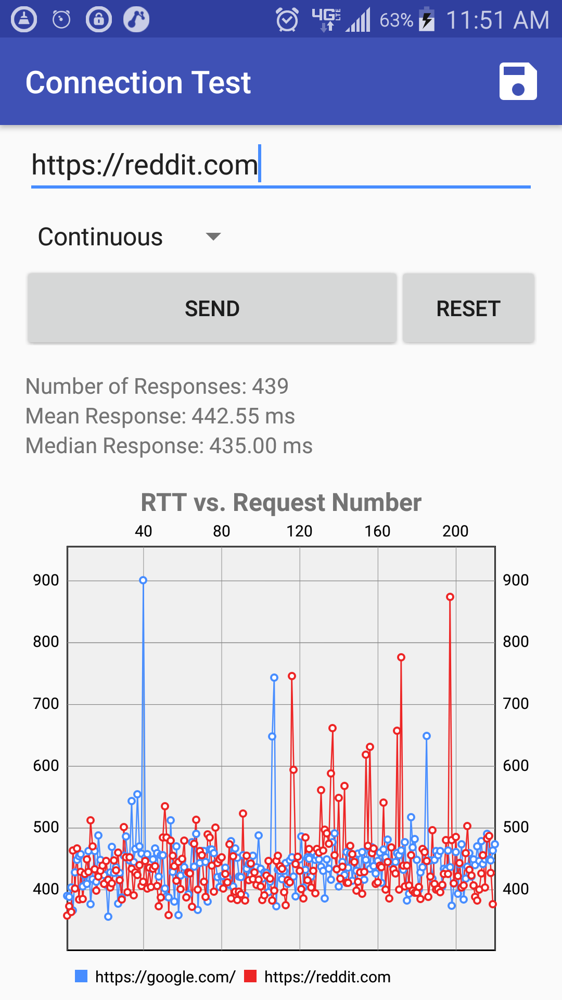 4G LTE 63% 11:51 AM
Connection Test
https://reddit.com
Continuous
SEND RESET
Number of Responses: 439
Mean Response: 442.55 ms
Median Response: 435.00 ms
RTT vs. Request Number
40 80 120 160 200
900 900
800 800
700 700
600 600
500 500
400 400
https://google.com/ https://reddit.com